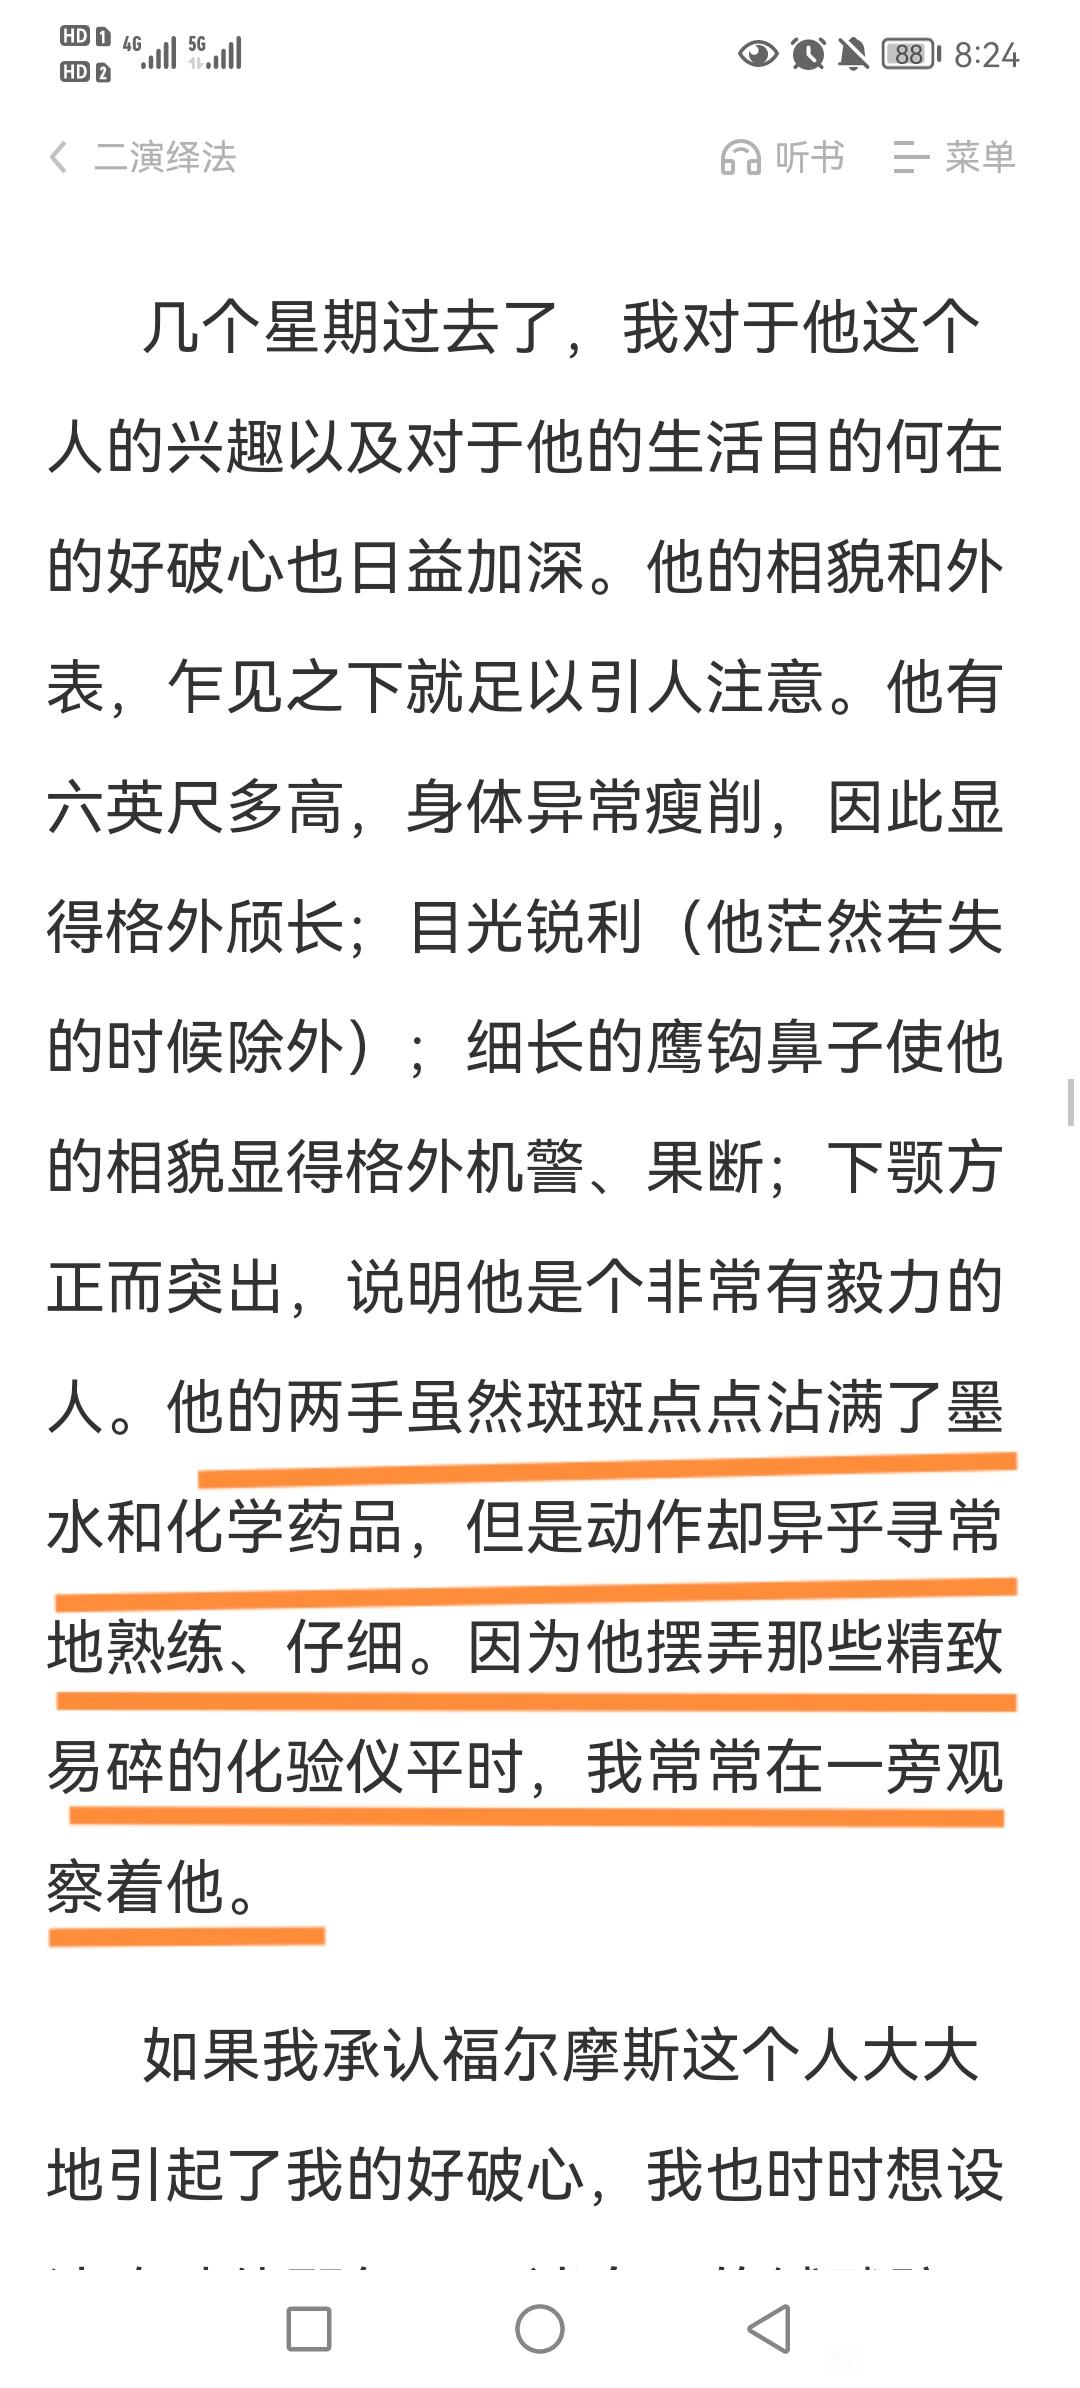 HD 1 4G 5G 88 8:24
HD 2
二演绎法 听书 菜单
几个星期过去了，我对于他这个
人的兴趣以及对于他的生活目的何在
的好破心也日益加深。他的相貌和外
表，乍见之下就足以引人注意。他有
六英尺多高，身体异常瘦削，因此显
得格外颀长；目光锐利（他茫然若失
的时候除外）；细长的鹰钩鼻子使他
的相貌显得格外机警、果断；下颚方
正而突出，说明他是个非常有毅力的
人。他的两手虽然斑斑点点沾满了墨
水和化学药品，但是动作却异乎寻常
地熟练、仔细。因为他摆弄那些精致
易碎的化验仪平时，我常常在一旁观
察着他。
如果我承认福尔摩斯这个人大大
地引起了我的好破心，我也时时想设